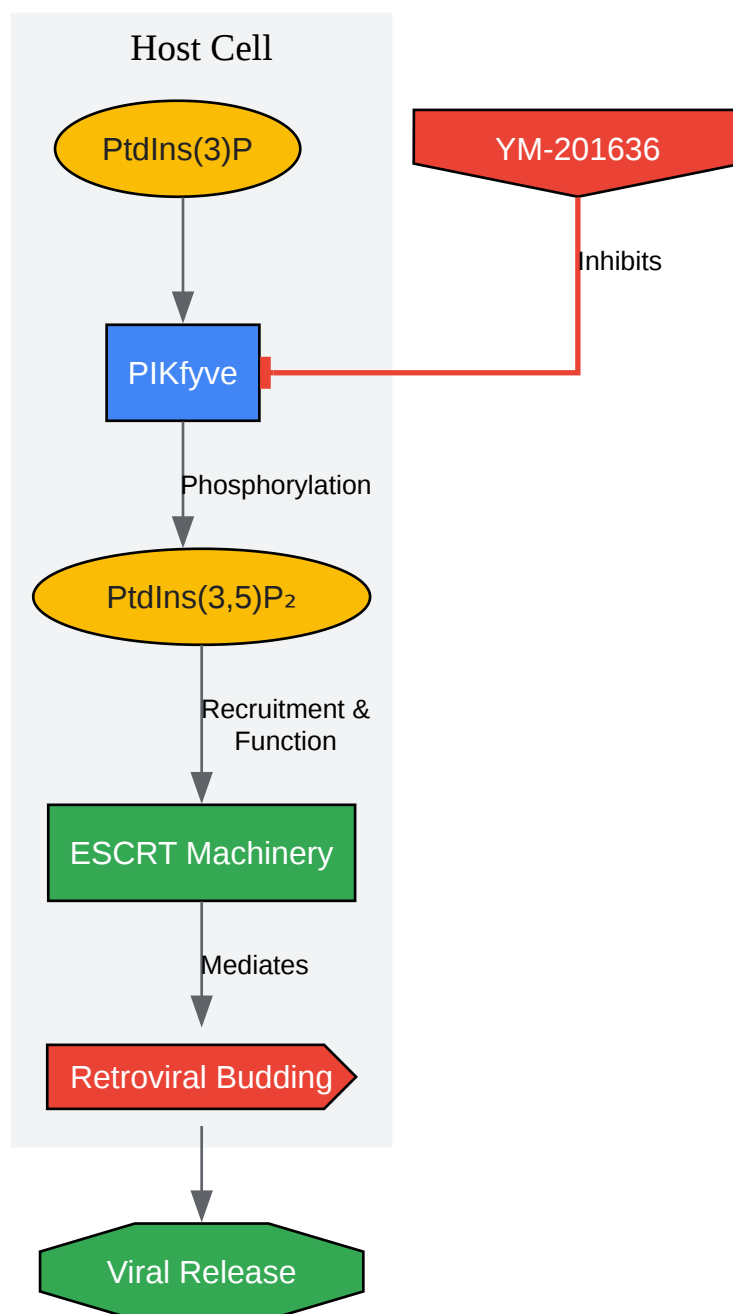 Host Cell
PtdIns(3)P
YM-201636
Inhibits
PIKfyve
Phosphorylation
PtdIns(3,5)P₂
Recruitment &
Function
ESCRT Machinery
Mediates
Retroviral Budding
Viral Release